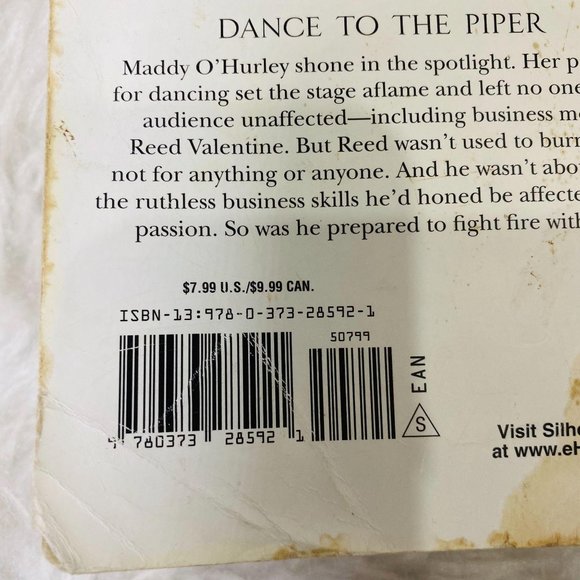 DANCE TO THE PIPER
Maddy O'Hurley shone in the spotlight. Her p
for dancing set the stage aflame and left no one
audience unaffected—including business m
Reed Valentine. But Reed wasn't used to burn
not for anything or anyone. And he wasn't abo
the ruthless business skills he'd honed be affecte
passion. So was he prepared to fight fire with
$7.99 U.S./$9.99 CAN.
ISBN-13:978-0-373-28592-1
50799
9 780373 28592 1
EAN
S
Visit Silho
at www.eH